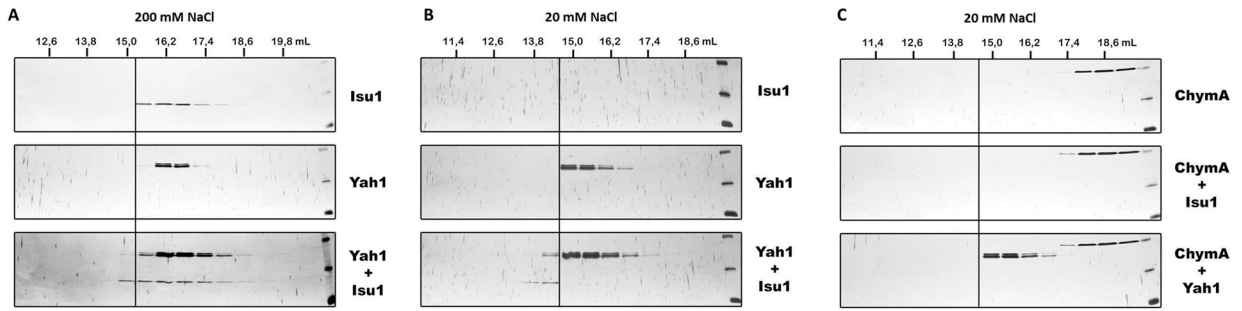 A
200 mM NaCl
12,6 13,8 15,0 16,2 17,4 18,6 19,8 mL
Isu1
Yah1
Yah1
+
Isu1
B
20 mM NaCl
11,4 12,6 13,8 15,0 16,2 17,4 18,6 mL
Isu1
Yah1
Yah1
+
Isu1
C
20 mM NaCl
11,4 12,6 13,8 15,0 16,2 17,4 18,6 mL
ChymA
ChymA
+
Isu1
ChymA
+
Yah1